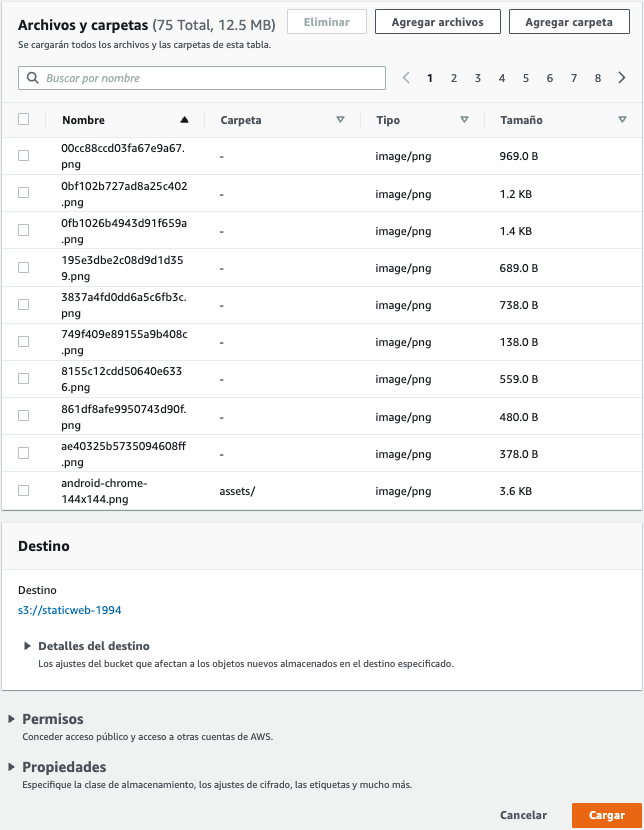 Archivos y carpetas (75 Total, 12.5 MB)
Eliminar
Agregar archivos
Agregar carpeta
Se cargarán todos los archivos y las carpetas de esta tabla.
Buscar por nombre
1 2 3 4 5 6 7 8
Nombre Carpeta Tipo Tamaño
00cc88ccd03fa67e9a67.
png
- image/png 969.0 B
0bf102b727ad8a25c402
.png
- image/png 1.2 KB
0fb1026b4943d91f659a
.png
- image/png 1.4 KB
195e3dbe2c08d9d1d35
9.png
- image/png 689.0 B
3837a4fd0dd6a5c6fb3c.
png
- image/png 738.0 B
749f409e89155a9b408c
.png
- image/png 138.0 B
8155c12cdd50640e633
6.png
- image/png 559.0 B
861df8afe9950743d90f.
png
- image/png 480.0 B
ae40325b5735094608ff
.png
- image/png 378.0 B
android-chrome-
144x144.png
assets/ image/png 3.6 KB
Destino
Destino
s3://staticweb-1994
Detalles del destino
Los ajustes del bucket que afectan a los objetos nuevos almacenados en el destino especificado.
Permisos
Conceder acceso público y acceso a otras cuentas de AWS.
Propiedades
Especifique la clase de almacenamiento, los ajustes de cifrado, las etiquetas y mucho más.
Cancelar
Cargar